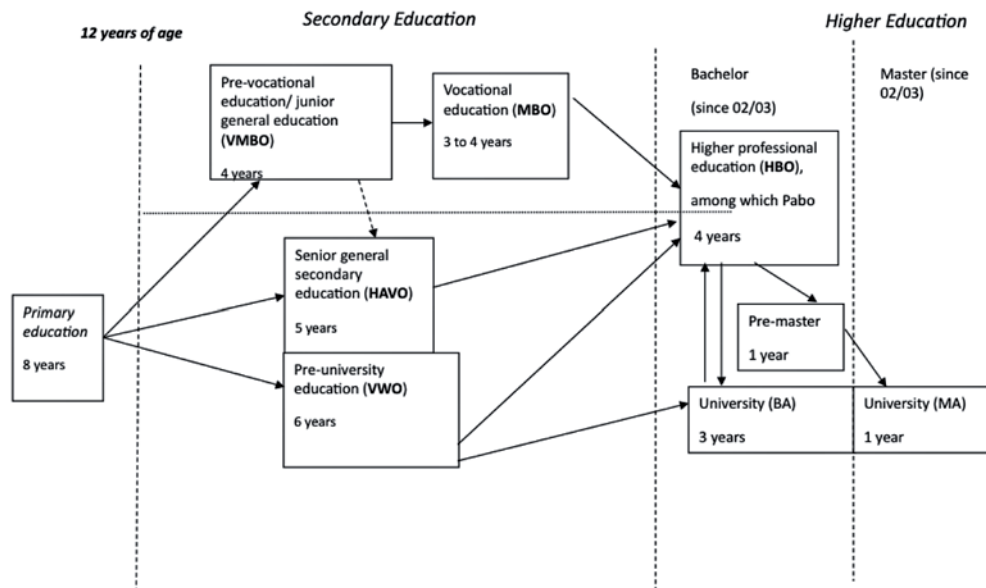 Secondary Education
Higher Education
12 years of age
Pre-vocational
education/ junior
general education
(VMBO)
4 years
Vocational
education (MBO)
3 to 4 years
Bachelor
(since 02/03)
Master (since
02/03)
Higher professional
education (HBO),
among which Pabo
4 years
Senior general
secondary
education (HAVO)
5 years
Primary
education
8 years
Pre-university
education (VWO)
6 years
Pre-master
1 year
University (BA)
3 years
University (MA)
1 year